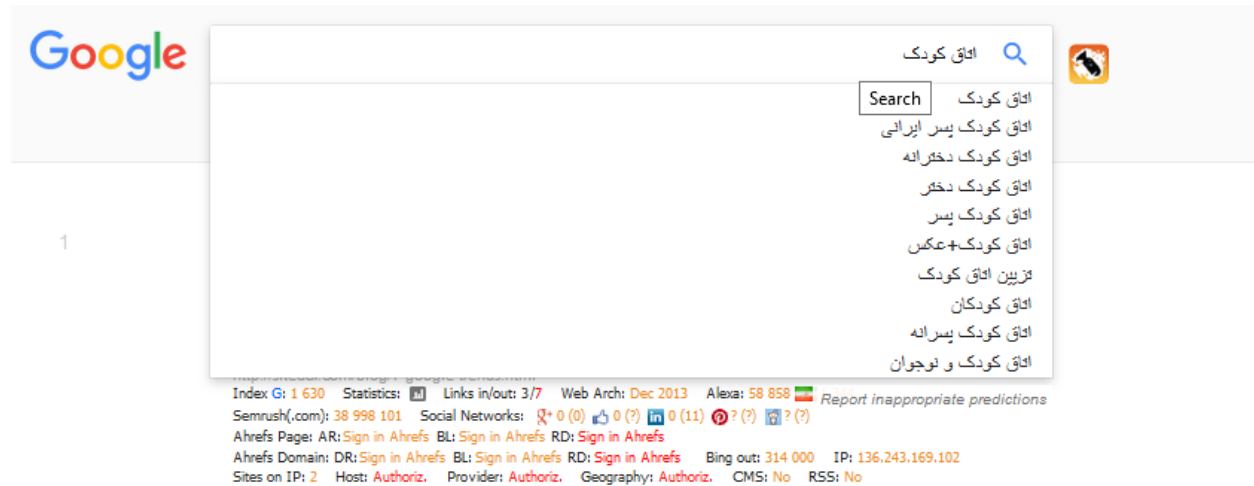 Google
اتاق کودک
Search
اتاق کودک
اتاق کودک پسر ایرانی
اتاق کودک دخترانه
اتاق کودک دختر
اتاق کودک پسر
اتاق کودک+عکس
تزیین اتاق کودک
اتاق کودکان
اتاق کودک پسرانه
اتاق کودک و نوجوان
1
Index G: 1 630 Statistics: Links in/out: 3/7 Web Arch: Dec 2013 Alexa: 58 858
Report inappropriate predictions
Semrush(.com): 38 998 101 Social Networks: 0 (0) 0 (?) 0 (11) ? (?) ? (?)
Ahrefs Page: AR: Sign in Ahrefs BL: Sign in Ahrefs RD: Sign in Ahrefs
Ahrefs Domain: DR: Sign in Ahrefs BL: Sign in Ahrefs RD: Sign in Ahrefs Bing out: 314 000 IP: 136.243.169.102
Sites on IP: 2 Host: Authoriz. Provider: Authoriz. Geography: Authoriz. CMS: No RSS: No